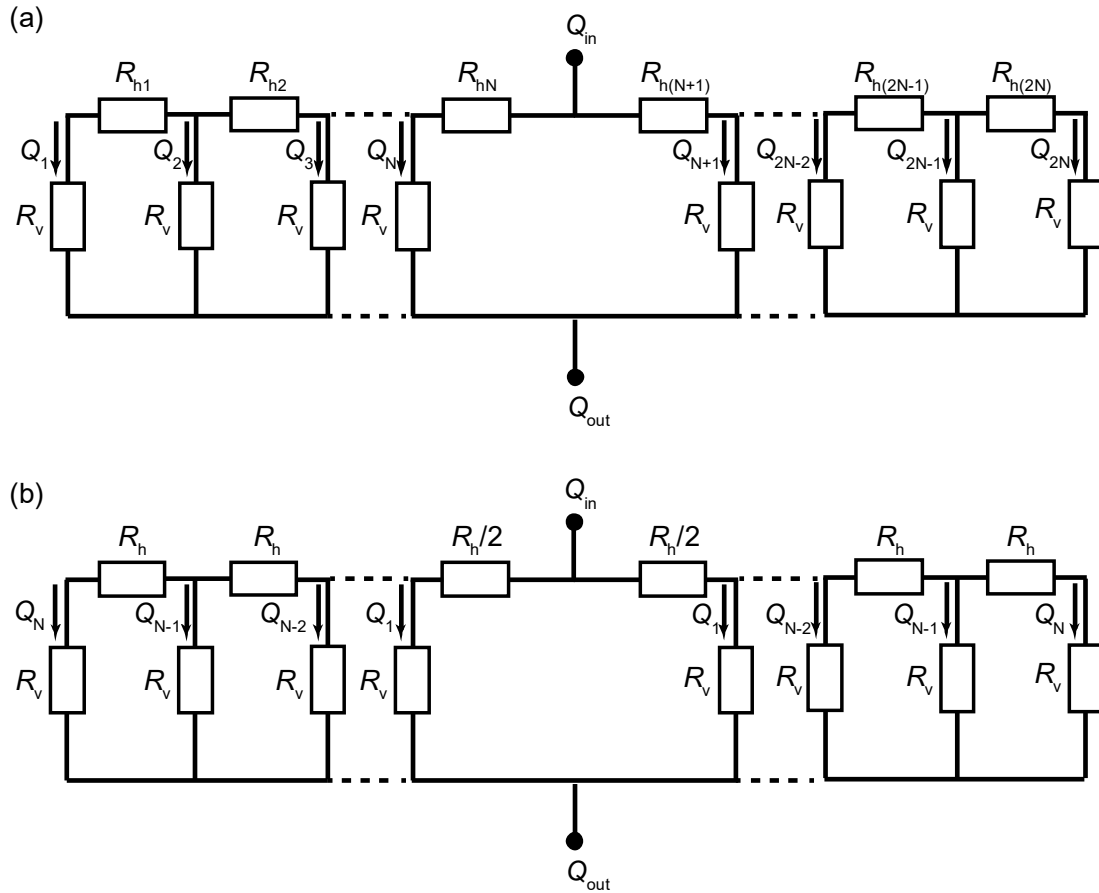 (a)
Q_in
R_h1 R_h2 R_hN R_h(N+1) R_h(2N-1) R_h(2N)
Q_1 Q_2 Q_3 Q_N Q_N+1 Q_2N-2 Q_2N-1 Q_2N
R_v R_v R_v R_v R_v R_v R_v R_v
Q_out
(b)
Q_in
R_h R_h R_h/2 R_h/2 R_h R_h
Q_N Q_N-1 Q_N-2 Q_1 Q_1 Q_N-2 Q_N-1 Q_N
R_v R_v R_v R_v R_v R_v R_v R_v
Q_out